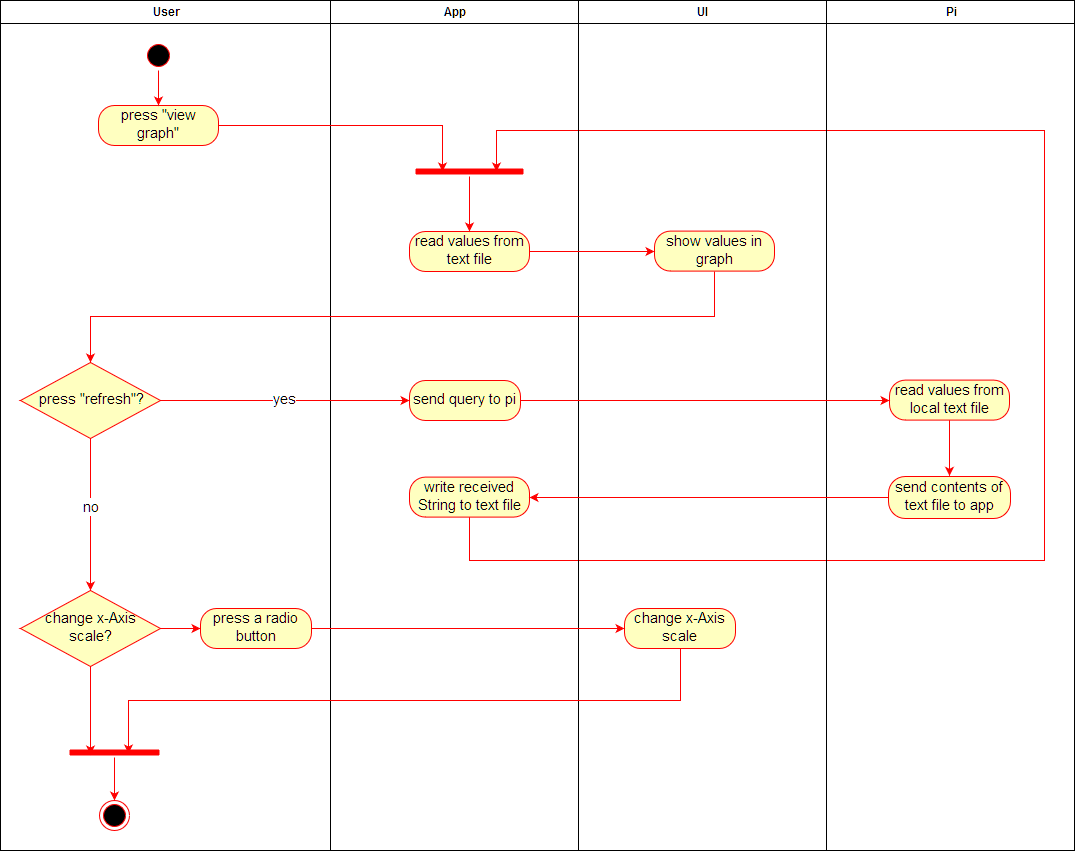 User
App
UI
Pi
press "view
graph"
read values from
text file
show values in
graph
press "refresh"?
yes
send query to pi
read values from
local text file
write received
String to text file
send contents of
text file to app
no
change x-Axis
scale?
press a radio
button
change x-Axis
scale